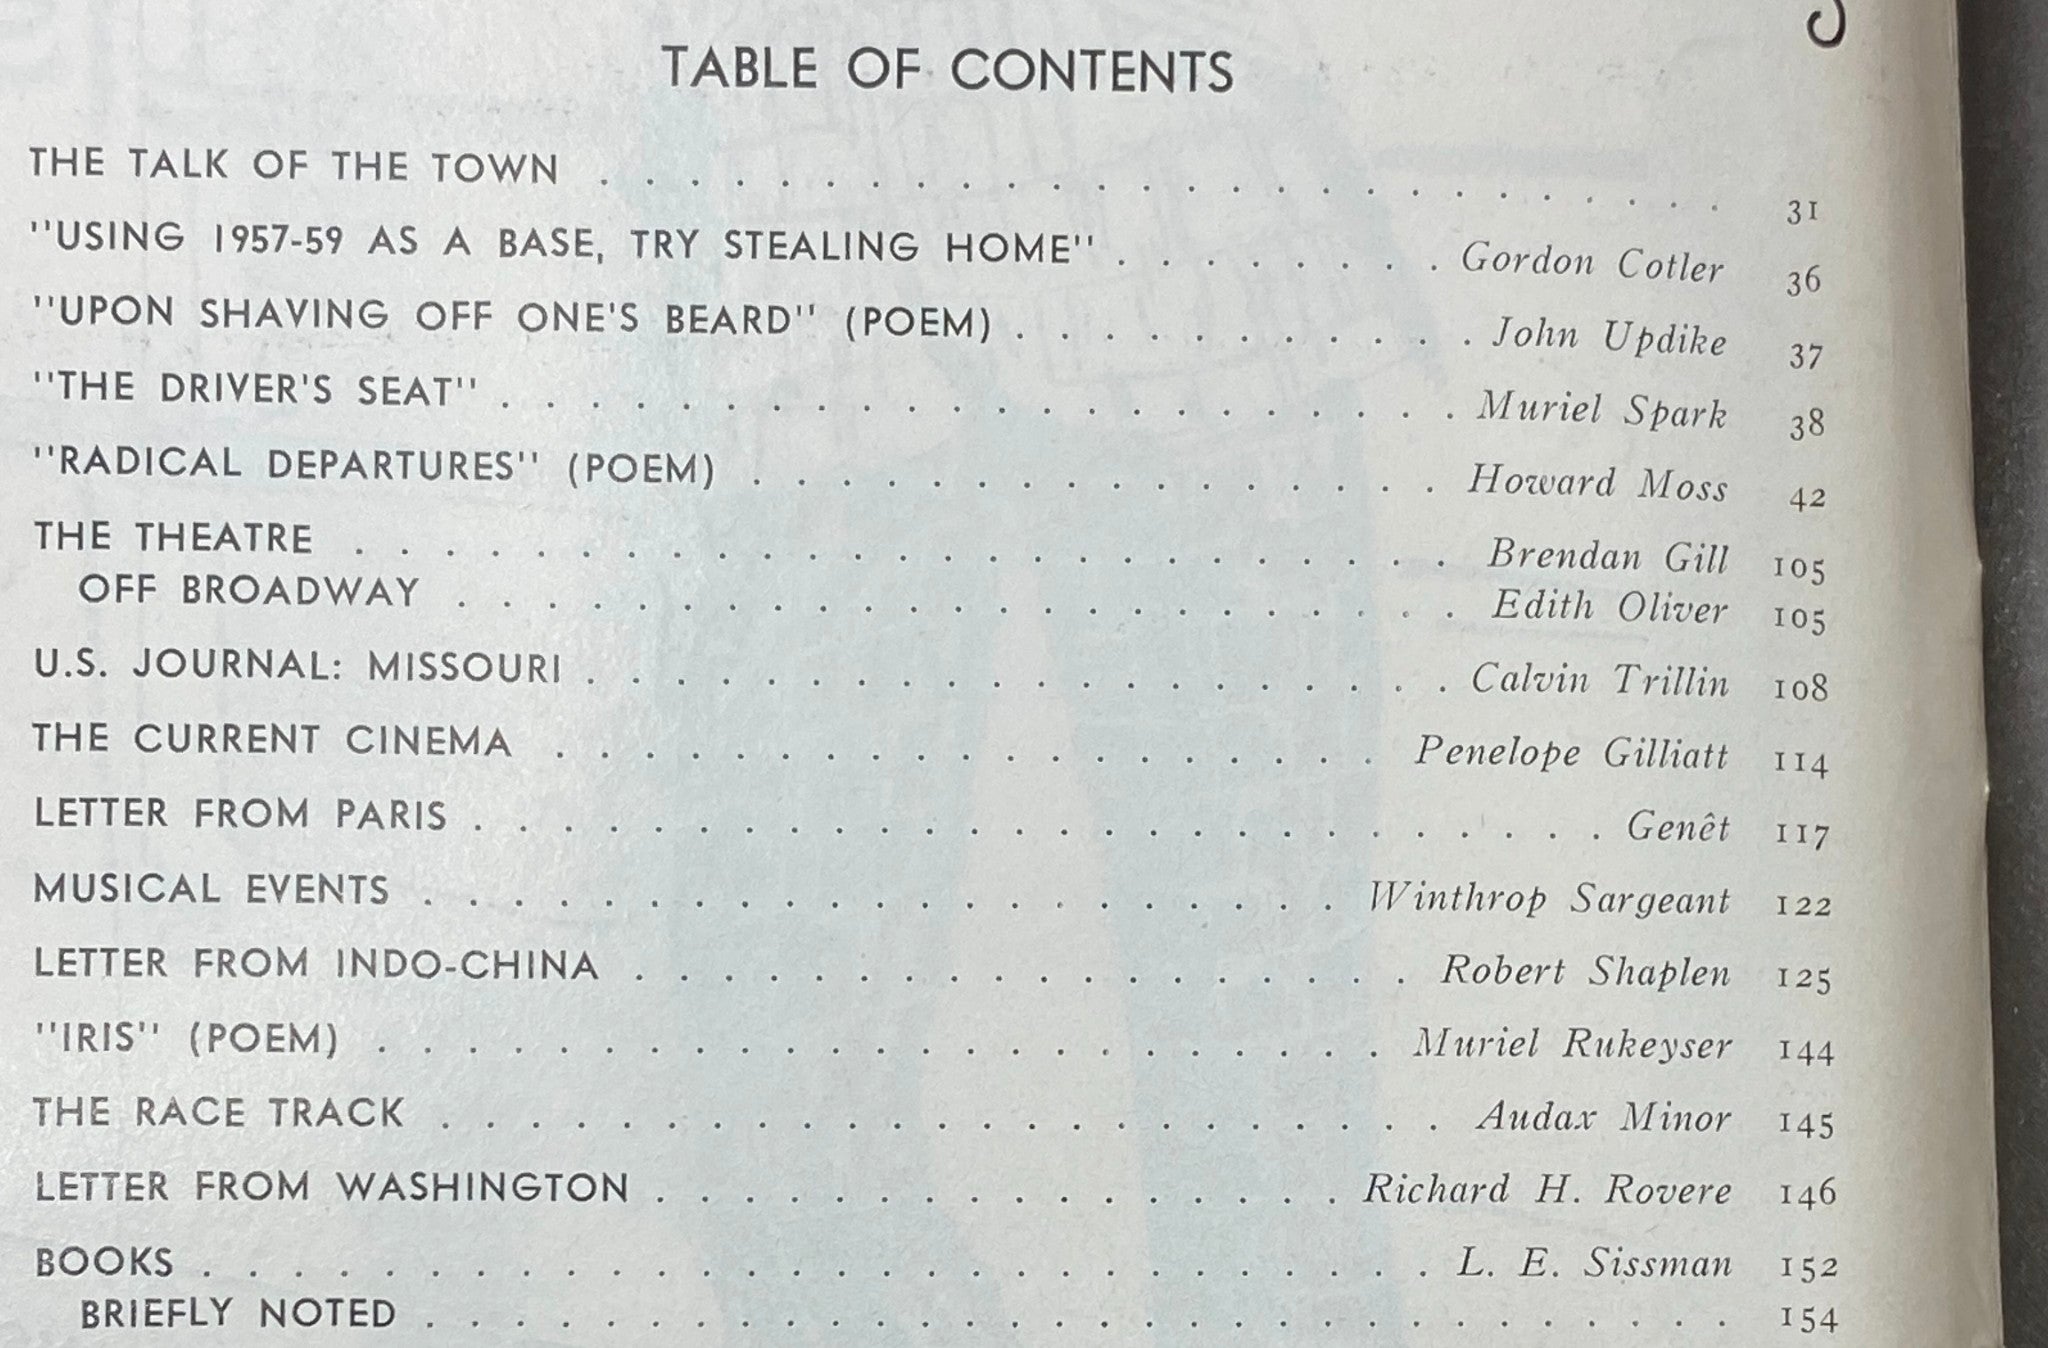 TABLE OF CONTENTS
THE TALK OF THE TOWN . . . . . . . . . . . . . . . . . . . . . . . . . 31
"USING 1957-59 AS A BASE, TRY STEALING HOME" . . . . . . . . Gordon Cotler 36
"UPON SHAVING OFF ONE'S BEARD" (POEM) . . . . . . . . . . . John Updike 37
"THE DRIVER'S SEAT" . . . . . . . . . . . . . . . . . . . . . . Muriel Spark 38
"RADICAL DEPARTURES" (POEM) . . . . . . . . . . . . . . . . Howard Moss 42
THE THEATRE . . . . . . . . . . . . . . . . . . . . . . . . . Brendan Gill 105
OFF BROADWAY . . . . . . . . . . . . . . . . . . . . . . . Edith Oliver 105
U.S. JOURNAL: MISSOURI . . . . . . . . . . . . . . . . . . . . Calvin Trillin 108
THE CURRENT CINEMA . . . . . . . . . . . . . . . . . . . Penelope Gilliatt 114
LETTER FROM PARIS . . . . . . . . . . . . . . . . . . . . . . . . . . Genêt 117
MUSICAL EVENTS . . . . . . . . . . . . . . . . . . . . . Winthrop Sargeant 122
LETTER FROM INDO-CHINA . . . . . . . . . . . . . . . . . . Robert Shaplen 125
"IRIS" (POEM) . . . . . . . . . . . . . . . . . . . . . . . Muriel Rukeyser 144
THE RACE TRACK . . . . . . . . . . . . . . . . . . . . . . . Audax Minor 145
LETTER FROM WASHINGTON . . . . . . . . . . . . . . . . Richard H. Rovere 146
BOOKS . . . . . . . . . . . . . . . . . . . . . . . . . . . . L. E. Sissman 152
BRIEFLY NOTED . . . . . . . . . . . . . . . . . . . . . . . . . . . . . 154